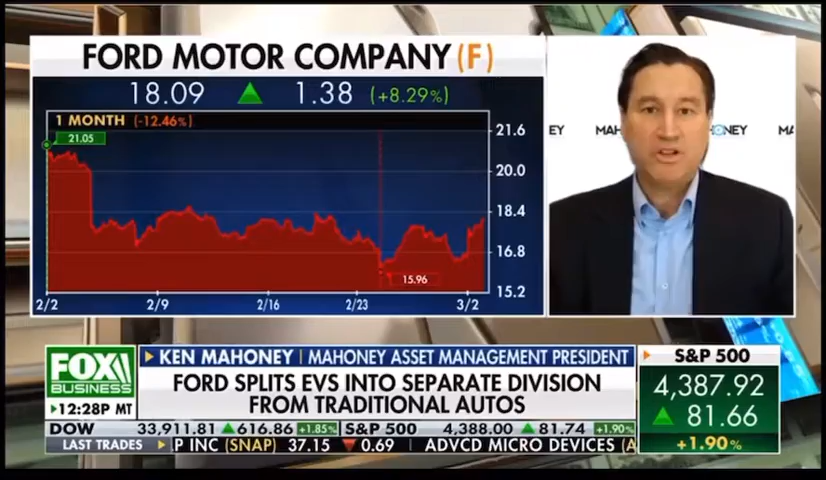 FORD MOTOR COMPANY (F)
18.09 ▲ 1.38 (+8.29%)
1 MONTH (-12.46%)
21.05
21.6
20.0
18.4
16.8
15.2
15.96
2/2 2/9 2/16 2/23 3/2
EY MAHONEY MA
FOX
BUSINESS
12:28P MT
KEN MAHONEY | MAHONEY ASSET MANAGEMENT PRESIDENT
FORD SPLITS EVS INTO SEPARATE DIVISION
FROM TRADITIONAL AUTOS
S&P 500
4,387.92
▲ 81.66
+1.90%
DOW 33,911.81 ▲ 616.86 +1.85% S&P 500 4,388.00 ▲ 81.74 +1.90%
LAST TRADES P INC (SNAP) 37.15 ▼ 0.69 ADVCD MICRO DEVICES (A